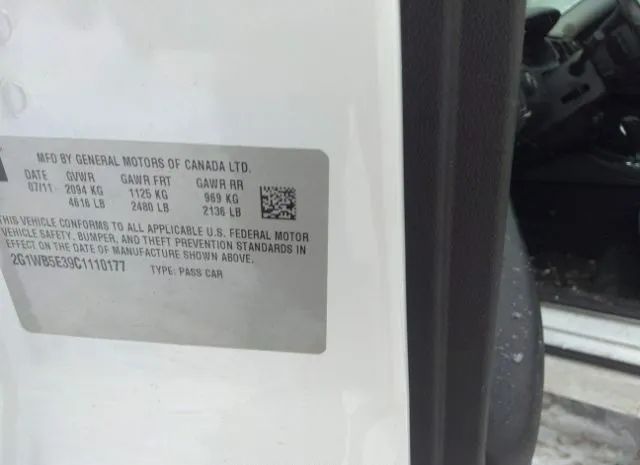 MFD BY GENERAL MOTORS OF CANADA LTD.
DATE GVWR GAWR FRT GAWR RR
07/11 2094 KG 1125 KG 969 KG
4616 LB 2480 LB 2136 LB
THIS VEHICLE CONFORMS TO ALL APPLICABLE U.S. FEDERAL MOTOR
VEHICLE SAFETY, BUMPER, AND THEFT PREVENTION STANDARDS IN
EFFECT ON THE DATE OF MANUFACTURE SHOWN ABOVE.
2G1WB5E39C1110177 TYPE: PASS CAR